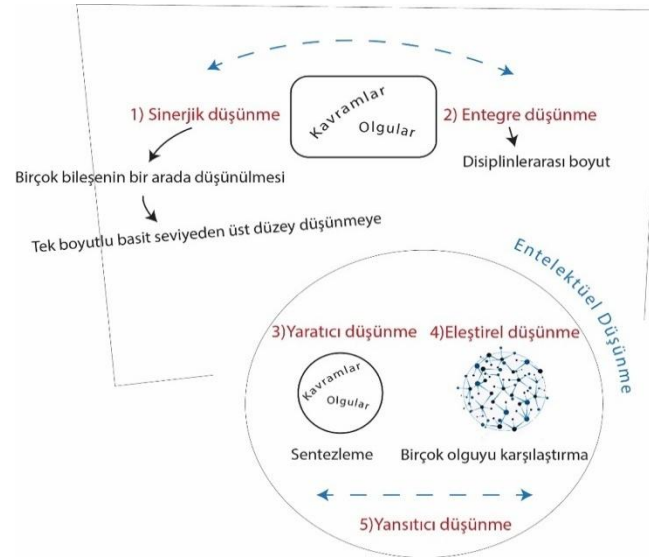 1) Sinerjik düşünme
Kavramlar
Olgular
2) Entegre düşünme
Birçok bileşenin bir arada düşünülmesi
Disiplinlerarası boyut
Tek boyutlu basit seviyeden üst düzey düşünmeye
Entelektüel Düşünme
3)Yaratıcı düşünme
4)Eleştirel düşünme
Kavramlar
Olgular
Sentezleme
Birçok olguyu karşılaştırma
5)Yansıtıcı düşünme